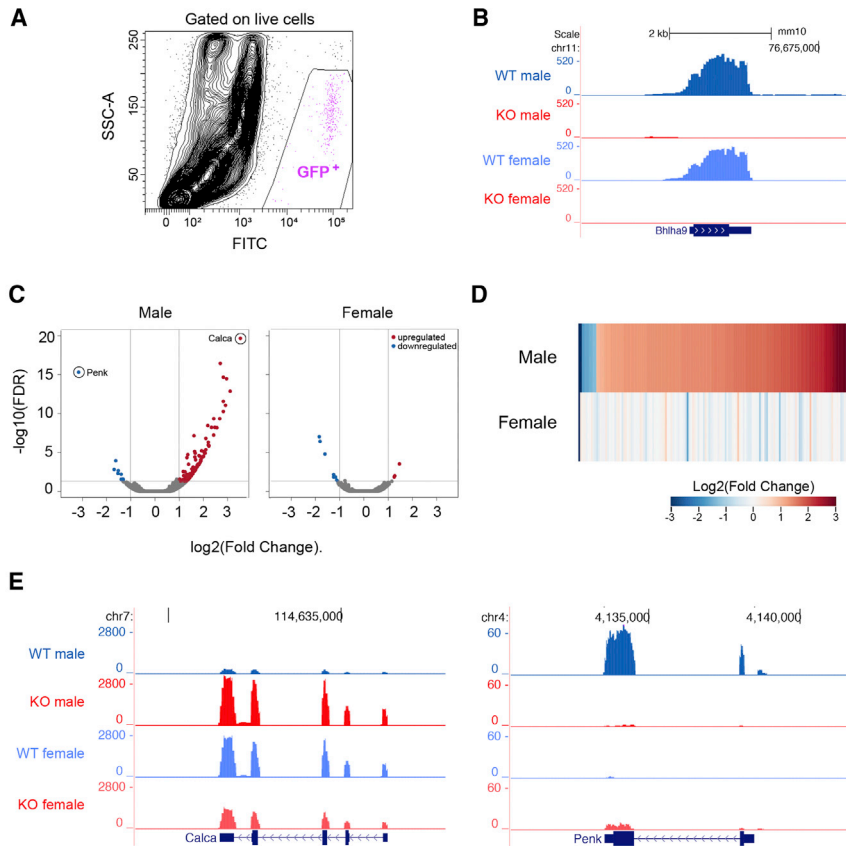 A
Gated on live cells
250
150
50
SSC-A
GFP +
0 10² 10³ 10⁴ 10⁵
FITC
B
Scale
2 kb
mm10
chr11:
76,675,000
520
WT male
0
520
KO male
0
520
WT female
0
520
KO female
0
Bhlha9
C
Male
Female
20
15
10
5
0
-log10(FDR)
Calca
Penk
upregulated
downregulated
-3 -2 -1 0 1 2 3
-3 -2 -1 0 1 2 3
log2(Fold Change).
D
Male
Female
Log2(Fold Change)
-3 -2 -1 0 1 2 3
E
chr7:
114,635,000
2800
WT male
0
2800
KO male
0
2800
WT female
0
2800
KO female
0
Calca
chr4:
4,135,000
4,140,000
60
0
60
0
60
0
60
0
Penk